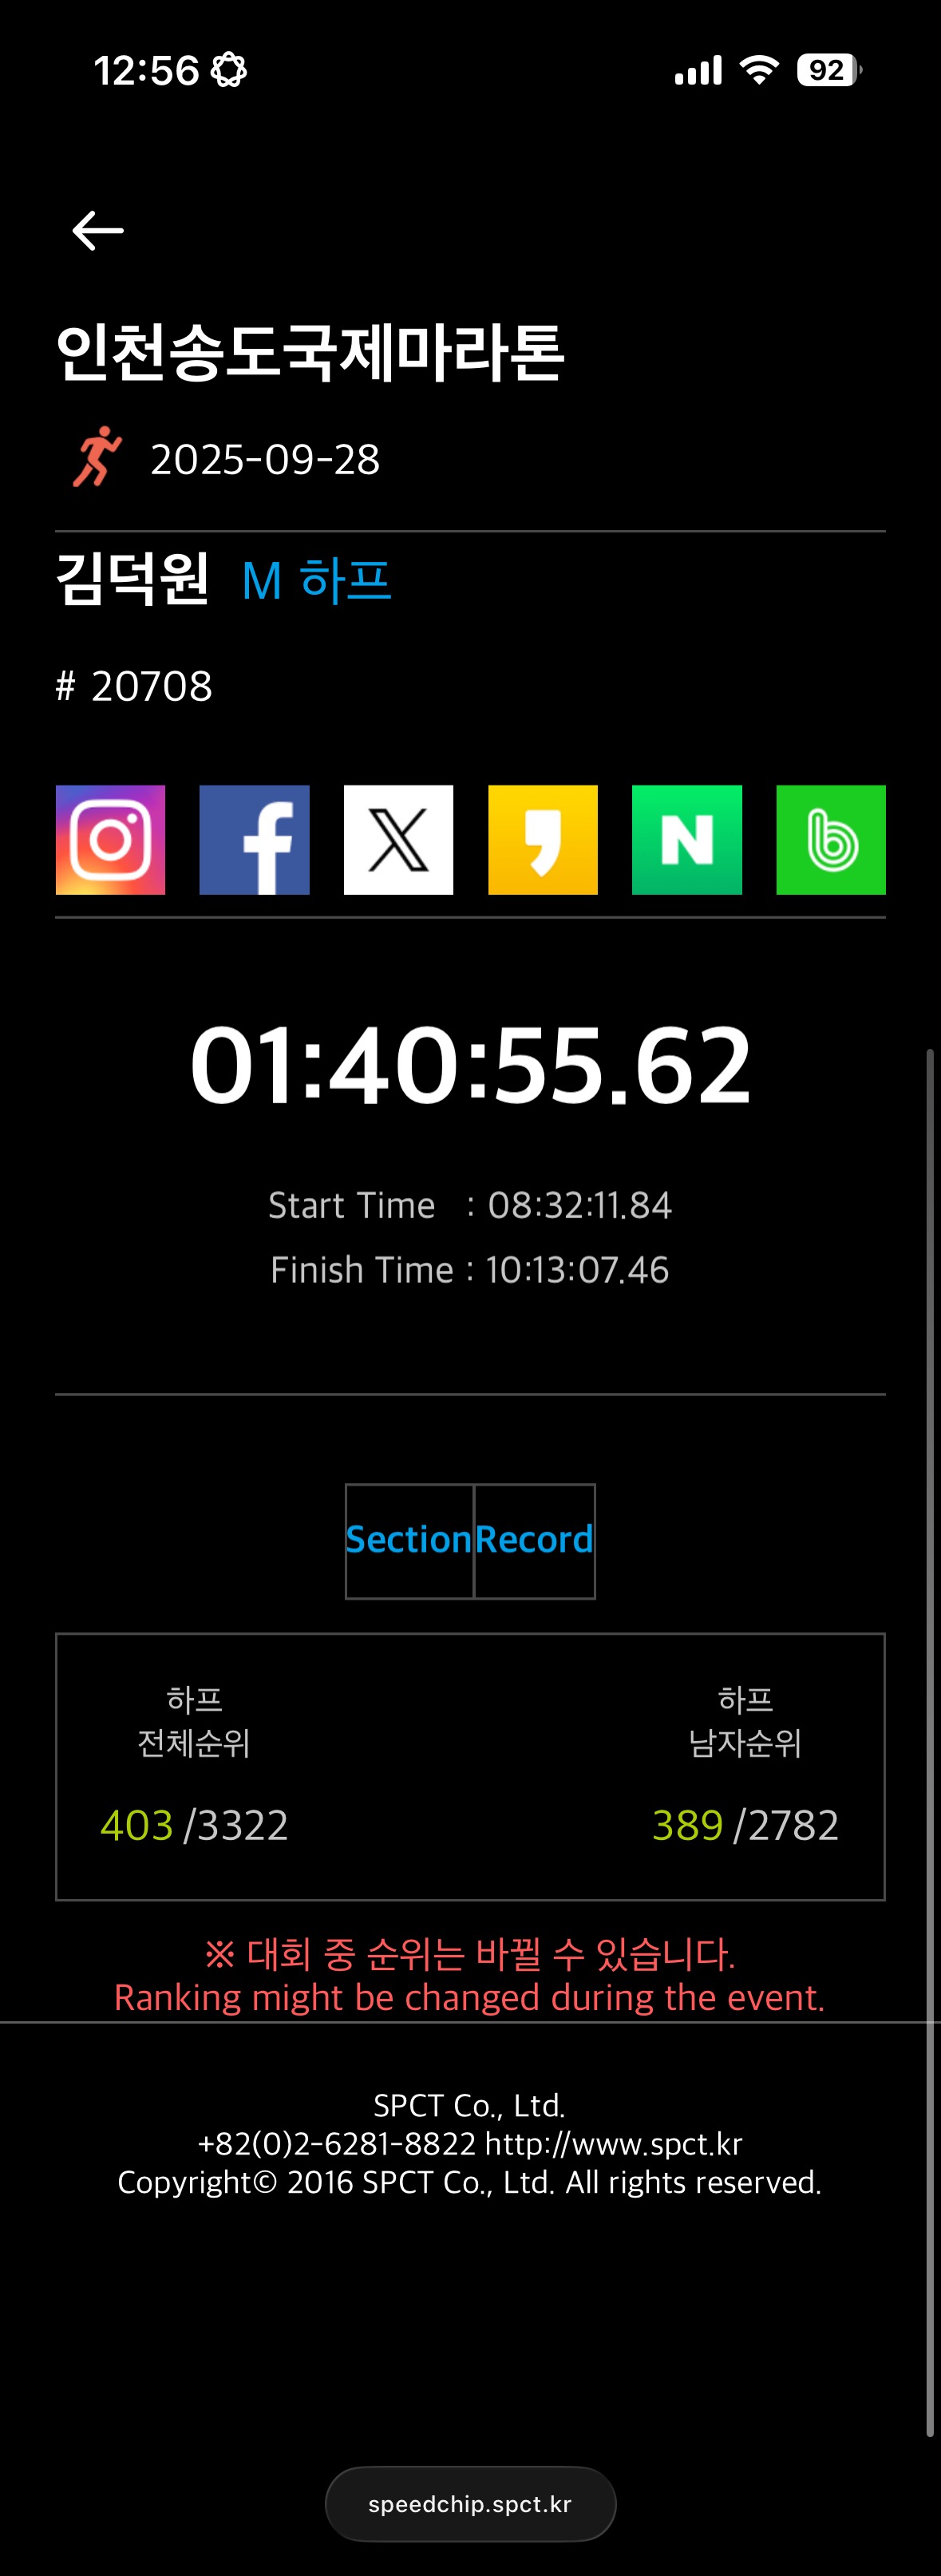 12:56
92
인천송도국제마라톤
2025-09-28
김덕원 M 하프
# 20708
01:40:55.62
Start Time : 08:32:11.84
Finish Time : 10:13:07.46
Section Record
하프 하프
전체순위 남자순위
403 /3322 389 /2782
※ 대회 중 순위는 바뀔 수 있습니다.
Ranking might be changed during the event.
SPCT Co., Ltd.
+82(0)2-6281-8822 http://www.spct.kr
Copyright© 2016 SPCT Co., Ltd. All rights reserved.
speedchip.spct.kr